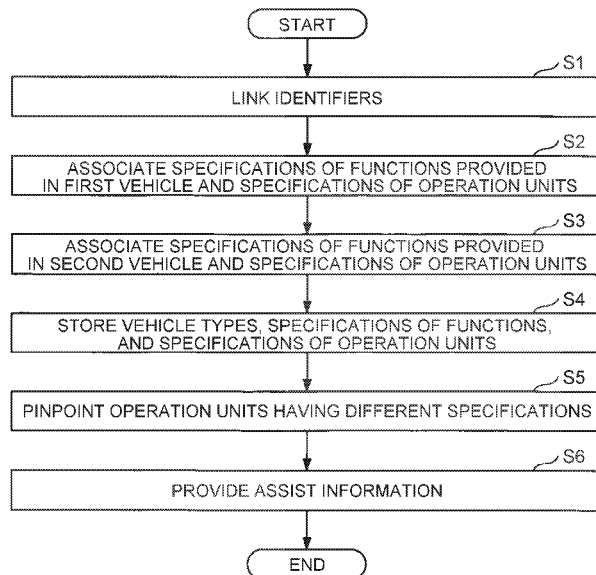 START
S1
LINK IDENTIFIERS
S2
ASSOCIATE SPECIFICATIONS OF FUNCTIONS PROVIDED
IN FIRST VEHICLE AND SPECIFICATIONS OF OPERATION UNITS
S3
ASSOCIATE SPECIFICATIONS OF FUNCTIONS PROVIDED
IN SECOND VEHICLE AND SPECIFICATIONS OF OPERATION UNITS
S4
STORE VEHICLE TYPES, SPECIFICATIONS OF FUNCTIONS,
AND SPECIFICATIONS OF OPERATION UNITS
S5
PINPOINT OPERATION UNITS HAVING DIFFERENT SPECIFICATIONS
S6
PROVIDE ASSIST INFORMATION
END